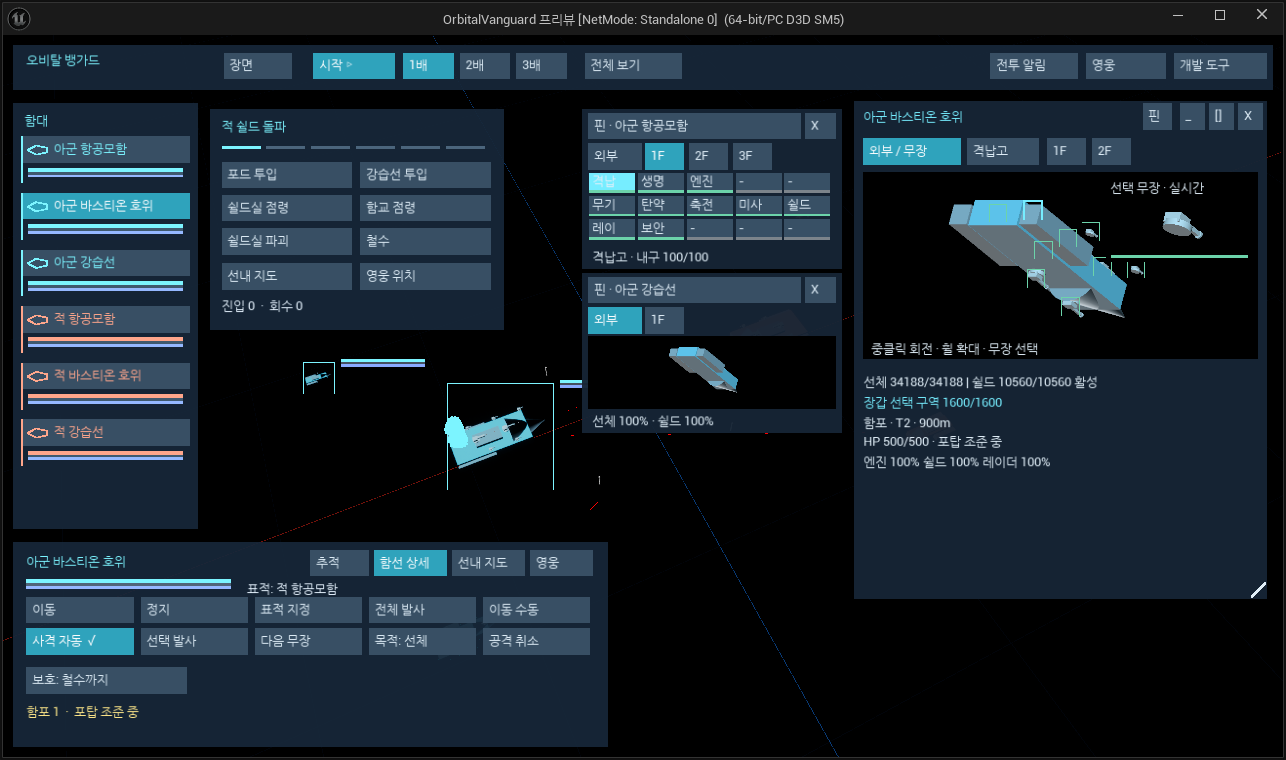 OrbitalVanguard 프리뷰 [NetMode: Standalone 0] (64-bit/PC D3D SM5)
오비탈 뱅가드
장면
시작 ▷
1배
2배
3배
전체 보기
전투 알림
영웅
개발 도구
함대
아군 항공모함
아군 바스티온 호위
아군 강습선
적 항공모함
적 바스티온 호위
적 강습선
적 쉴드 돌파
포드 투입
강습선 투입
쉴드실 점령
함교 점령
쉴드실 파괴
철수
선내 지도
영웅 위치
진입 0 · 회수 0
핀 · 아군 항공모함
X
외부
1F
2F
3F
격납
생명
엔진
-
-
무기
탄약
축전
미사
쉴드
레이
보안
-
-
-
격납고 · 내구 100/100
핀 · 아군 강습선
X
외부
1F
선체 100% · 쉴드 100%
아군 바스티온 호위
핀
_
[]
X
외부 / 무장
격납고
1F
2F
선택 무장 · 실시간
중클릭 회전 · 휠 확대 · 무장 선택
선체 34188/34188 | 쉴드 10560/10560 활성
장갑 선택 구역 1600/1600
함포 · T2 · 900m
HP 500/500 · 포탑 조준 중
엔진 100% 쉴드 100% 레이더 100%
아군 바스티온 호위
추적
함선 상세
선내 지도
영웅
표적: 적 항공모함
이동
정지
표적 지정
전체 발사
이동 수동
사격 자동 √
선택 발사
다음 무장
목적: 선체
공격 취소
보호: 철수까지
함포 1 · 포탑 조준 중